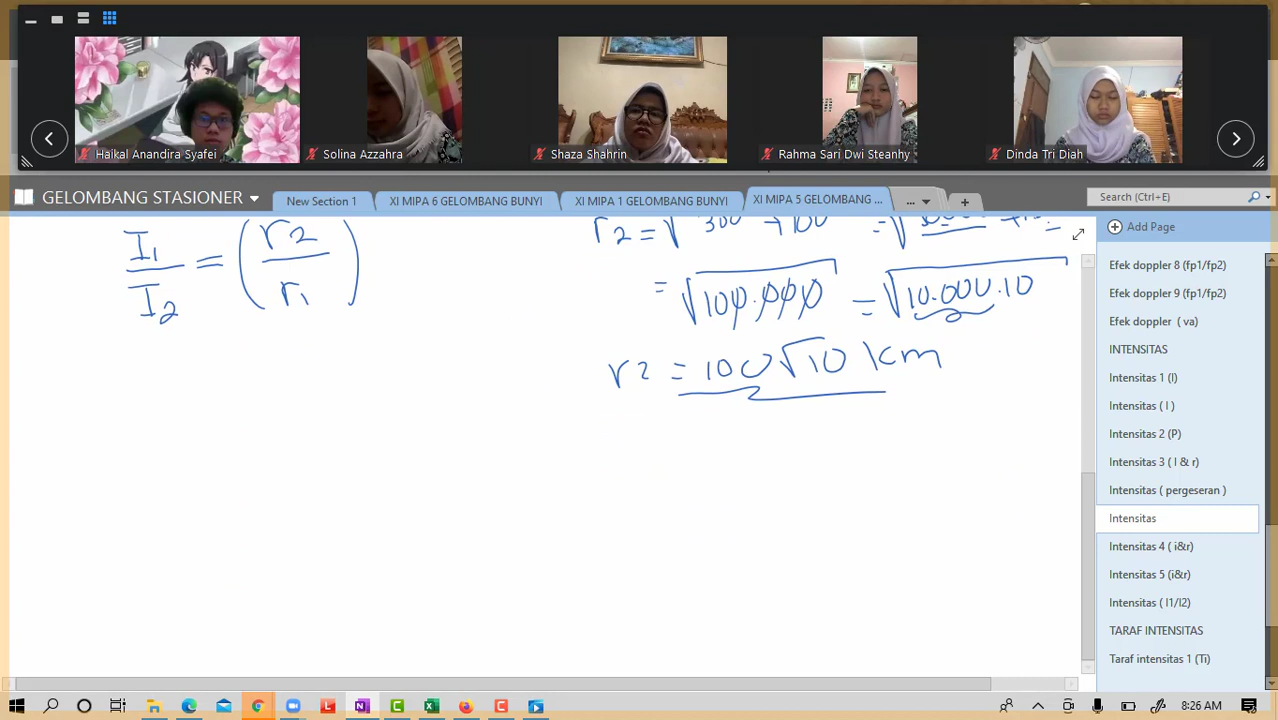 Haikal Anandira Syafei
Solina Azzahra
Shaza Shahrin
Rahma Sari Dwi Steanhy
Dinda Tri Diah
GELOMBANG STASIONER
New Section 1
XI MIPA 6 GELOMBANG BUNYI
XI MIPA 1 GELOMBANG BUNYI
XI MIPA 5 GELOMBANG ...
...
Search (Ctrl+E)
Add Page
Efek doppler 8 (fp1/fp2)
Efek doppler 9 (fp1/fp2)
Efek doppler ( va)
INTENSITAS
Intensitas 1 (I)
Intensitas ( I )
Intensitas 2 (P)
Intensitas 3 ( I & r)
Intensitas ( pergeseran )
Intensitas
Intensitas 4 ( i&r)
Intensitas 5 (i&r)
Intensitas ( I1/I2)
TARAF INTENSITAS
Taraf intensitas 1 (Ti)
I1/I2 = (r2/r1)
r2 = √300 +100 = √
= √100.000 = √10.000.10
r2 = 100√10 km
8:26 AM